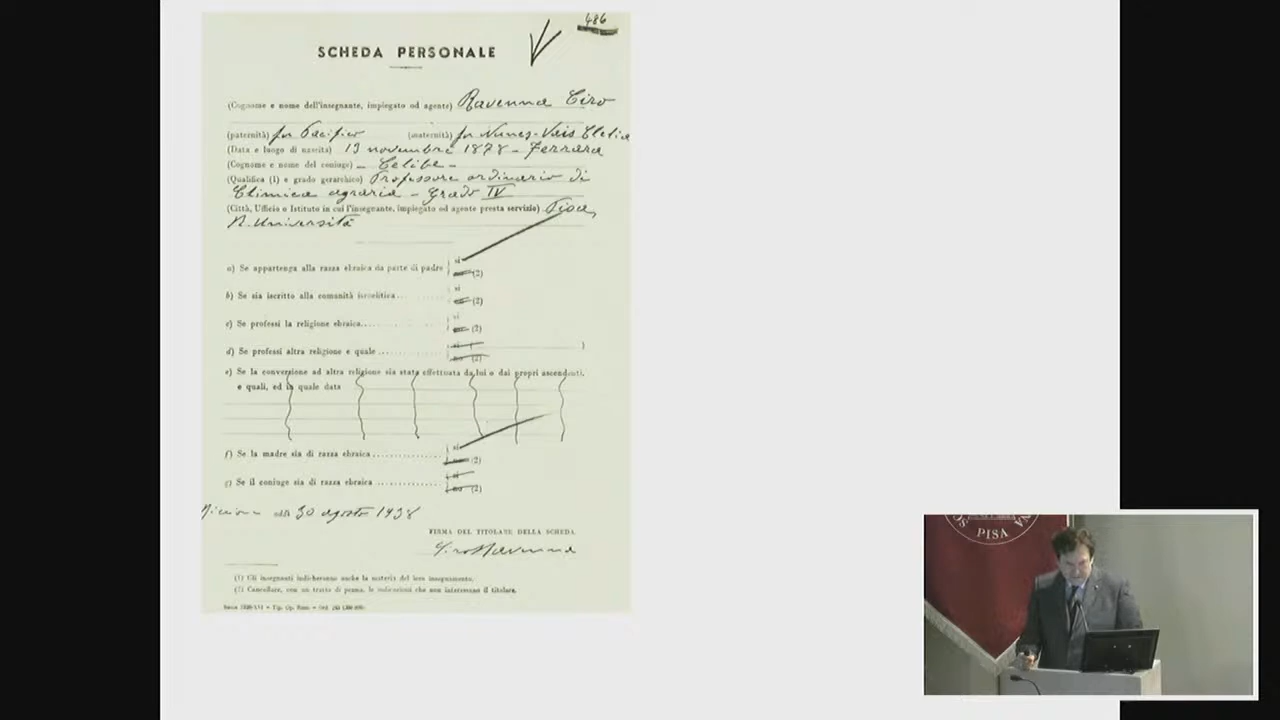 486
SCHEDA PERSONALE
(Cognome e nome dell'insegnante, impiegato od agente) Ravenna Ciro
(paternità) fu Pacifico (maternità) fu Nunes-Vais Clelia
(Data e luogo di nascita) 13 novembre 1878 - Ferrara
(Cognome e nome del coniuge) - Celibe -
(Qualifica (1) e grado gerarchico) Professore ordinario di
Chimica agraria - Grado IV
(Città, Ufficio o Istituto in cui l'insegnante, impiegato od agente presta servizio) Pisa,
R. Università
a) Se appartenga alla razza ebraica da parte di padre
si
no (2)
b) Se sia iscritto alla comunità israelitica...
si
no (2)
c) Se professi la religione ebraica....
si
no (2)
d) Se professi altra religione e quale ....
si )
no (2)
e) Se la conversione ad altra religione sia stata effettuata da lui o dai propri ascendenti,
e quali, ed in quale data
f) Se la madre sia di razza ebraica....
si
no (2)
g) Se il coniuge sia di razza ebraica ....
si
no (2)
addì 30 agosto 1938
FIRMA DEL TITOLARE DELLA SCHEDA
Ciro Ravenna
(1) Gli insegnanti indicheranno anche la materia del loro insegnamento.
(2) Cancellare, con un tratto di penna, le indicazioni che non interessano il titolare.
PISA